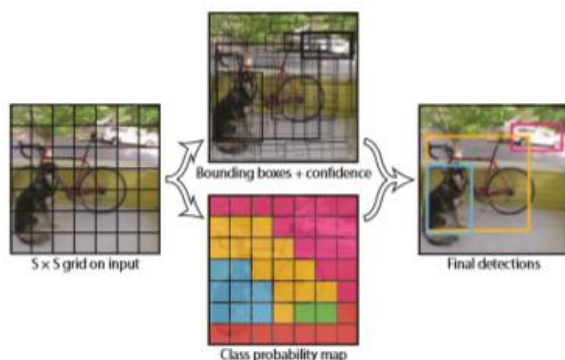 Bounding boxes + confidence
S × S grid on input
Final detections
Class probability map